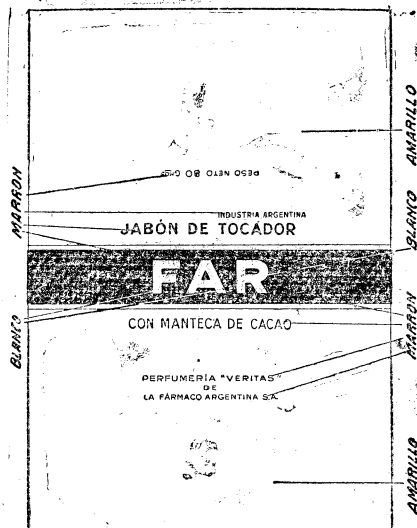 PESO NETO 80 Gms.
INDUSTRIA ARGENTINA
JABÓN DE TOCADOR
FAR
CON MANTECA DE CACAO
PERFUMERÍA "VERITAS"
DE
LA FÁRMACO ARGENTINA S.A.
MARRON
BLANCO
AMARILLO
BLANCO
MARRON
AMARILLO